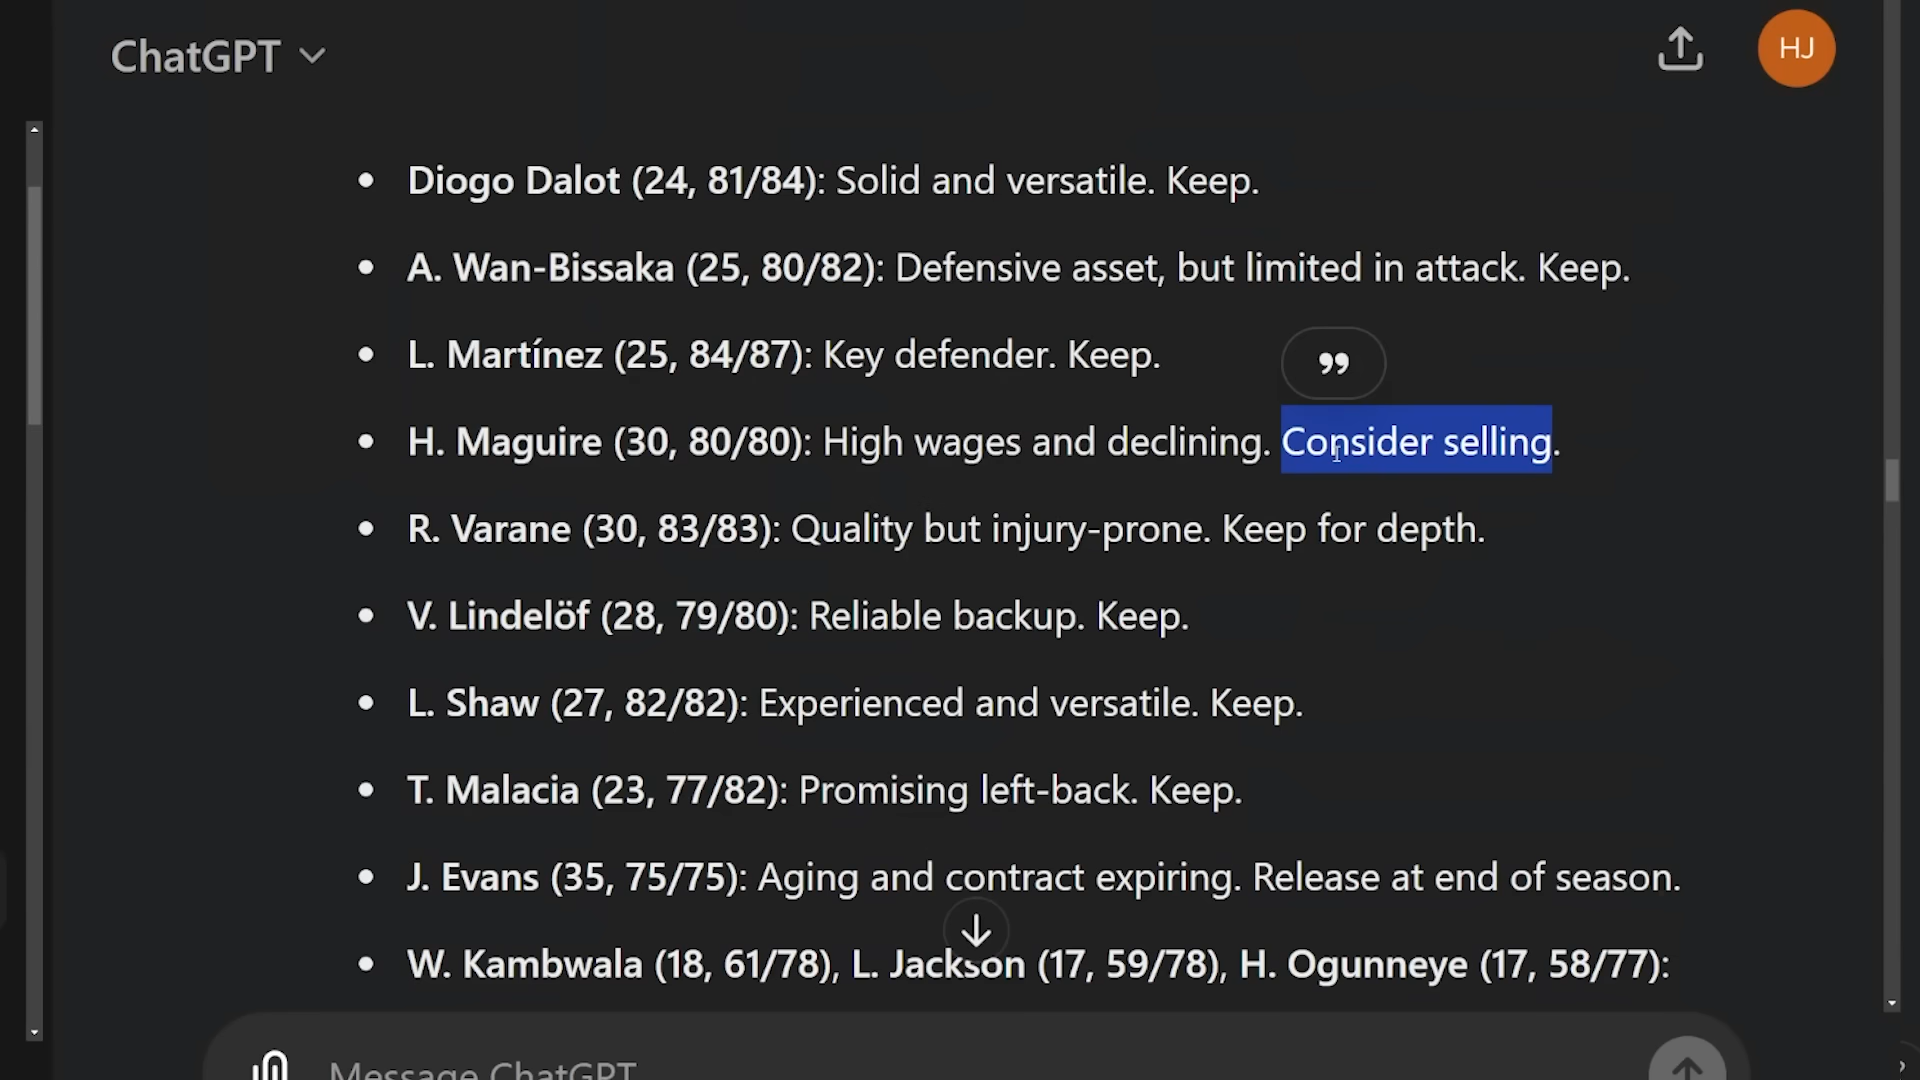 ChatGPT
HJ
Diogo Dalot (24, 81/84): Solid and versatile. Keep.
A. Wan-Bissaka (25, 80/82): Defensive asset, but limited in attack. Keep.
L. Martínez (25, 84/87): Key defender. Keep.
H. Maguire (30, 80/80): High wages and declining. Consider selling.
R. Varane (30, 83/83): Quality but injury-prone. Keep for depth.
V. Lindelöf (28, 79/80): Reliable backup. Keep.
L. Shaw (27, 82/82): Experienced and versatile. Keep.
T. Malacia (23, 77/82): Promising left-back. Keep.
J. Evans (35, 75/75): Aging and contract expiring. Release at end of season.
W. Kambwala (18, 61/78), L. Jackson (17, 59/78), H. Ogunneye (17, 58/77):
Message ChatGPT